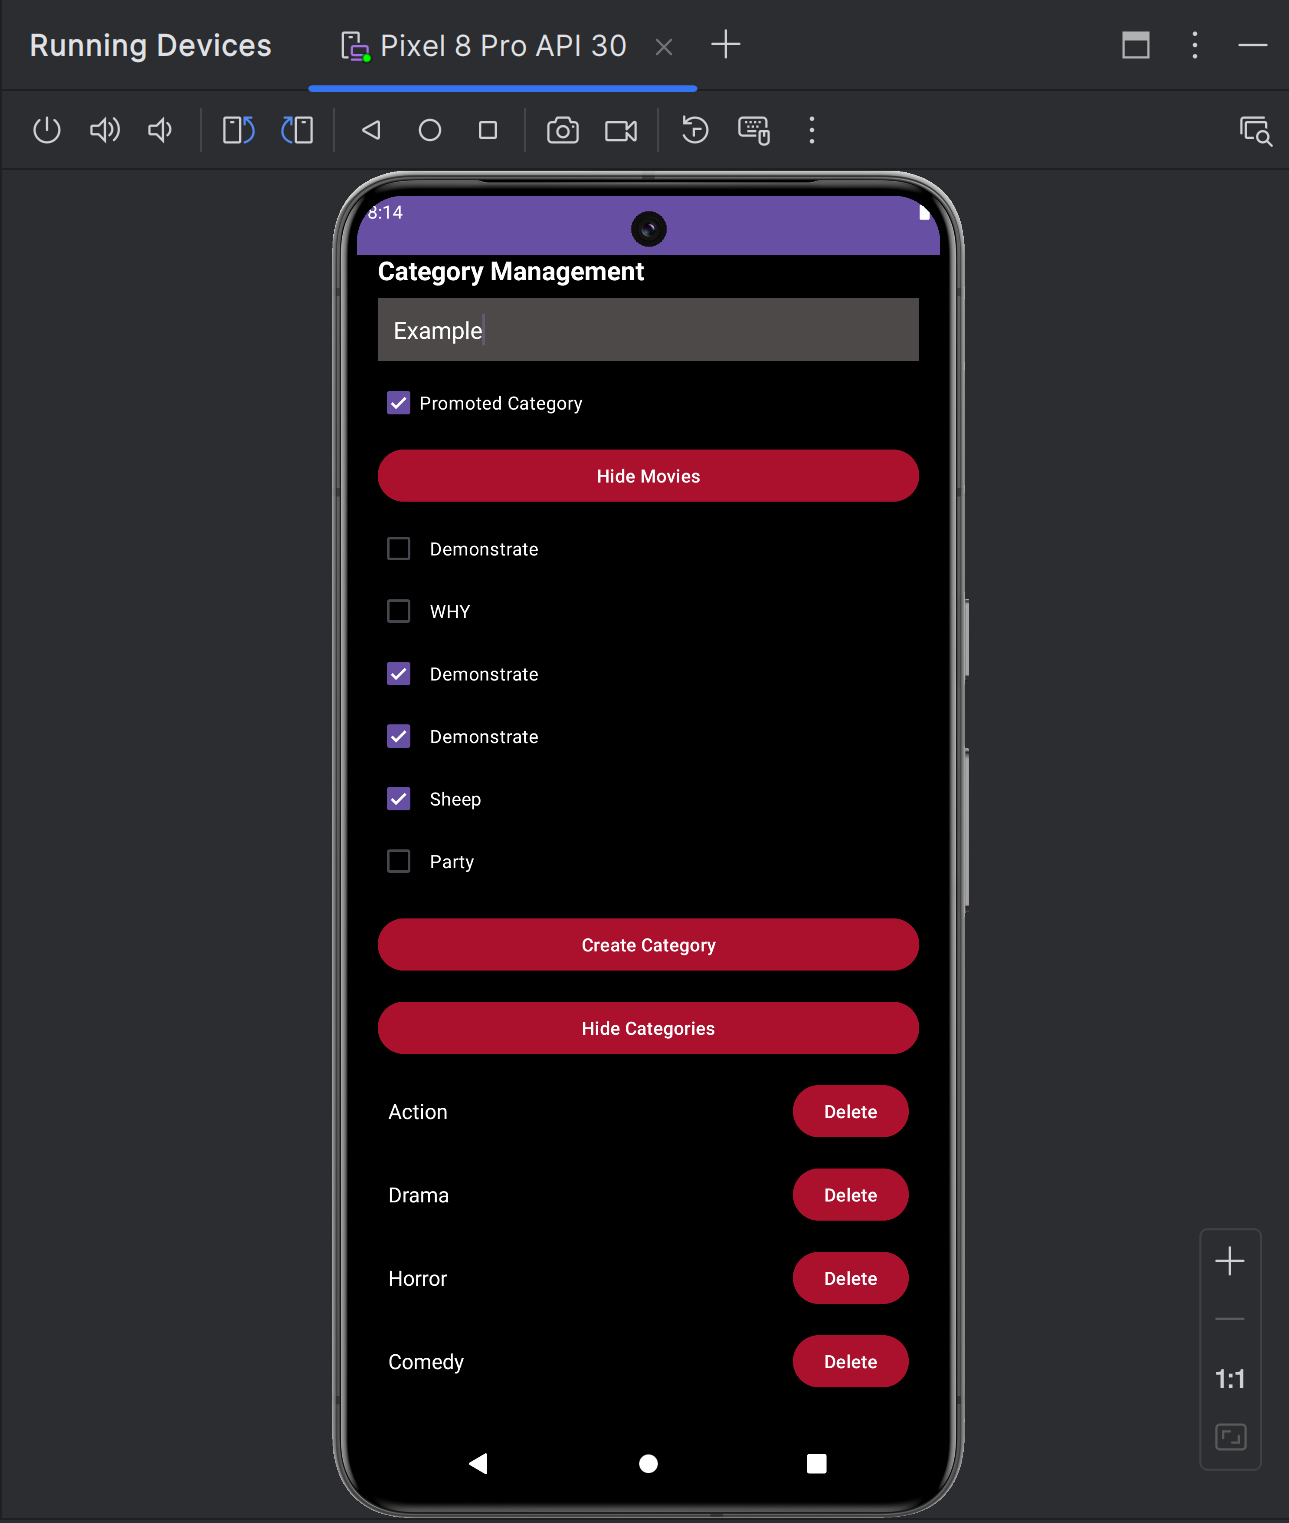 Running Devices
Pixel 8 Pro API 30
8:14
Category Management
Example
Promoted Category
Hide Movies
Demonstrate
WHY
Demonstrate
Demonstrate
Sheep
Party
Create Category
Hide Categories
Action Delete
Drama Delete
Horror Delete
Comedy Delete
1:1